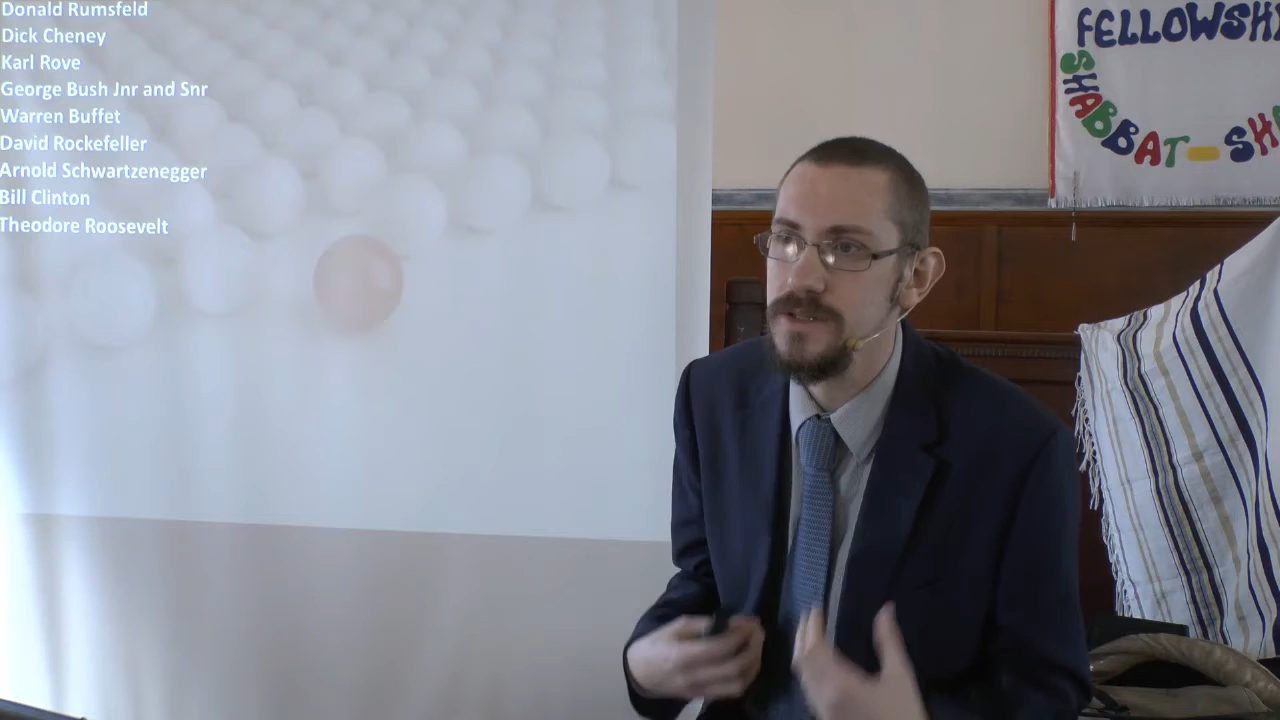 Donald Rumsfeld
Dick Cheney
Karl Rove
George Bush Jnr and Snr
Warren Buffet
David Rockefeller
Arnold Schwartzenegger
Bill Clinton
Theodore Roosevelt
FELLOWSHI
SHABBAT-SH